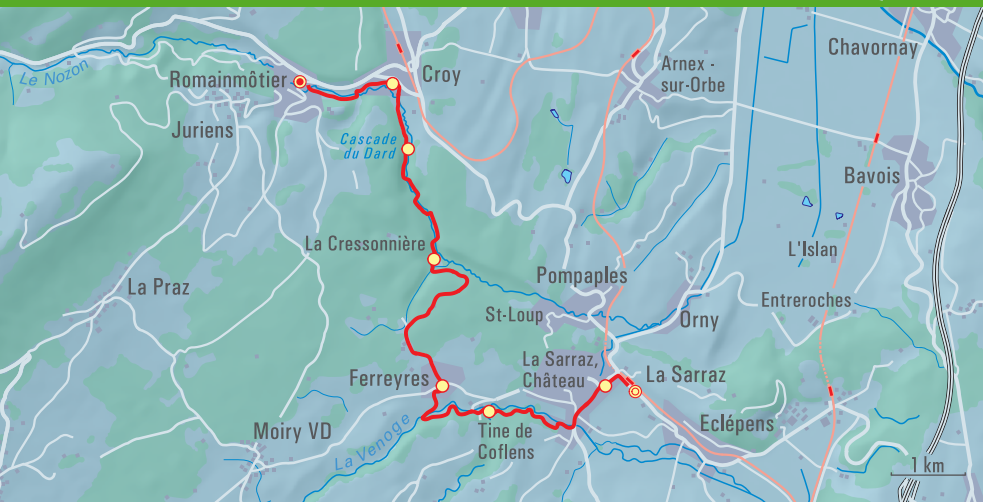 Chavornay
Le Nozon
Romainmôtier
Croy
Arnex -
sur-Orbe
Juriens
Cascade
du Dard
Bavois
La Cressonnière
L'Islan
La Praz
Pompaples
Entreroches
St-Loup
Orny
La Sarraz,
Château
La Sarraz
Ferreyres
Eclépens
Moiry VD
La Venoge
Tine de
Coflens
1 km